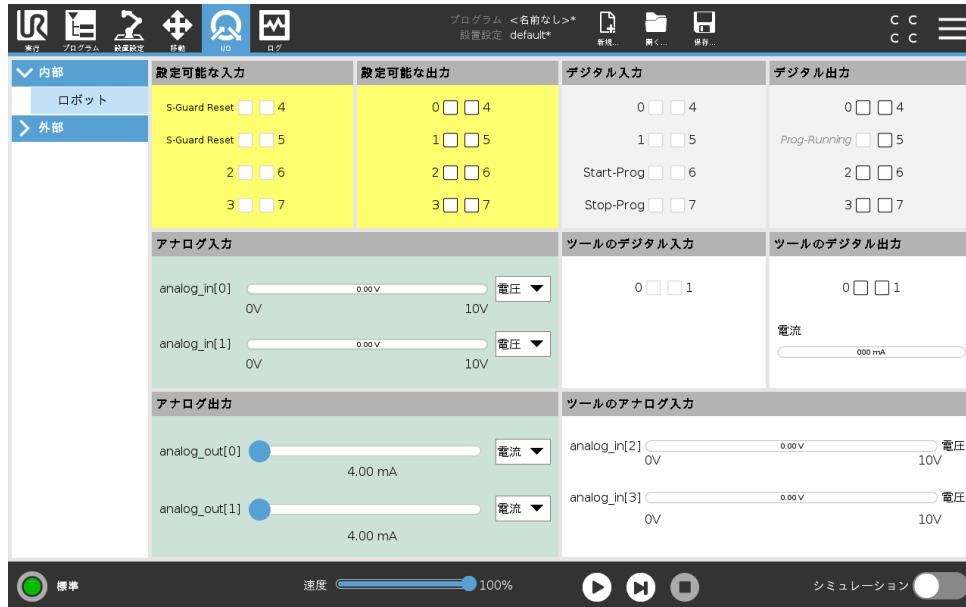 UR
プログラム <名前なし>*
設置設定 default*
C C
C C
実行 プログラム 設置設定 移動 I/O ログ 新規... 開く... 保存...
内部
ロボット
外部
設定可能な入力 設定可能な出力 デジタル入力 デジタル出力
S-Guard Reset 4 0 4 0 4 0 4
S-Guard Reset 5 1 5 1 5 Prog-Running 5
2 6 2 6 Start-Prog 6 2 6
3 7 3 7 Stop-Prog 7 3 7
アナログ入力 ツールのデジタル入力 ツールのデジタル出力
analog_in[0] 0.00 V 電圧 0 1 0 1
0V 10V
電流
analog_in[1] 0.00 V 電圧 000 mA
0V 10V
アナログ出力 ツールのアナログ入力
analog_out[0] 電流 analog_in[2] 0.00 V 電圧
4.00 mA 0V 10V
analog_out[1] 電流 analog_in[3] 0.00 V 電圧
4.00 mA 0V 10V
標準 速度 100% シミュレーション